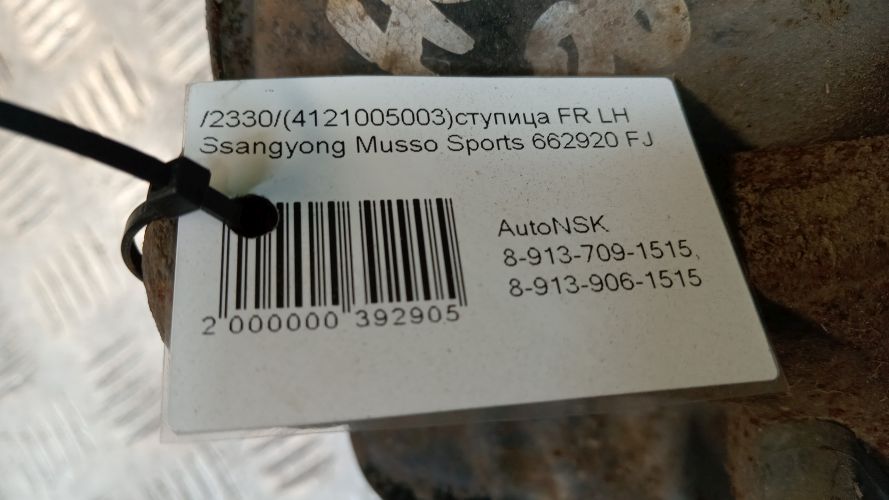 /2330/(4121005003)ступица FR LH
Ssangyong Musso Sports 662920 FJ
AutoNSK
8-913-709-1515,
8-913-906-1515
2 000000 392905